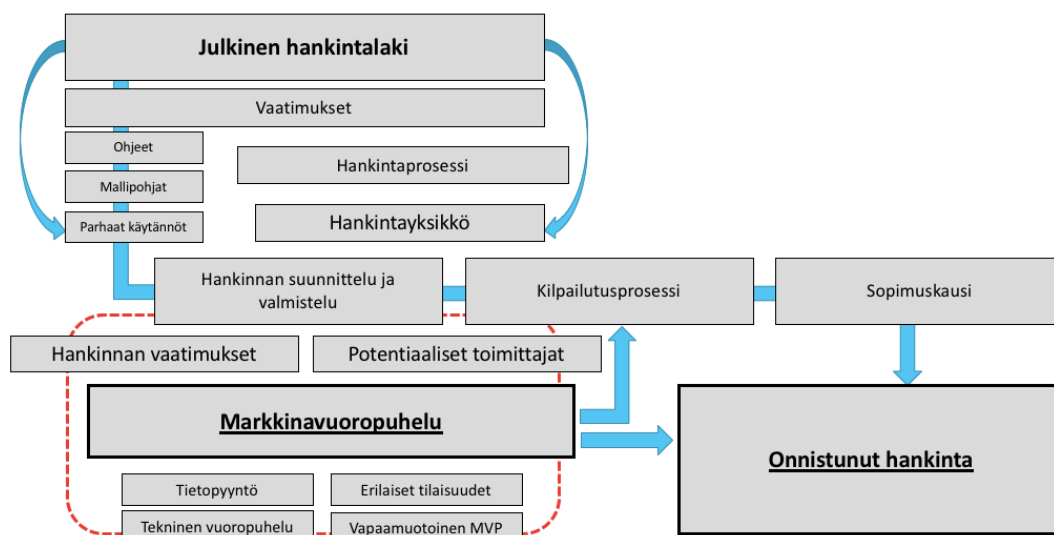 Julkinen hankintalaki
Vaatimukset
Ohjeet
Hankintaprosessi
Mallipohjat
Parhaat käytännöt
Hankintayksikkö
Hankinnan suunnittelu ja
valmistelu
Kilpailutusprosessi
Sopimuskausi
Hankinnan vaatimukset
Potentiaaliset toimittajat
Markkinavuoropuhelu
Onnistunut hankinta
Tietopyyntö
Erilaiset tilaisuudet
Tekninen vuoropuhelu
Vapaamuotoinen MVP